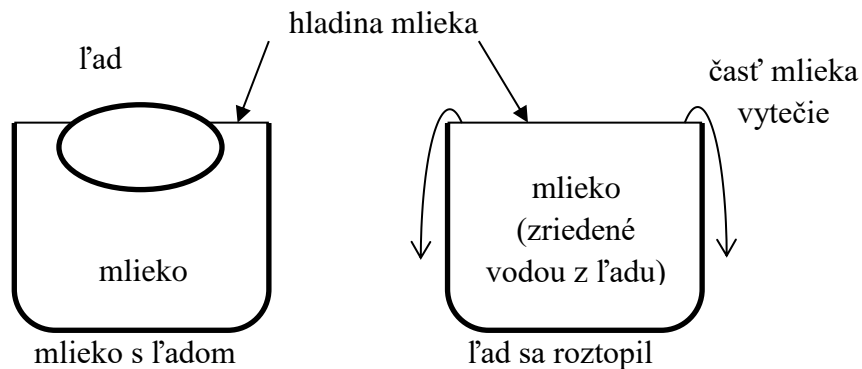 hladina mlieka
ľad
časť mlieka
vytečie
mlieko
mlieko
(zriedené
vodou z ľadu)
mlieko s ľadom
ľad sa roztopil